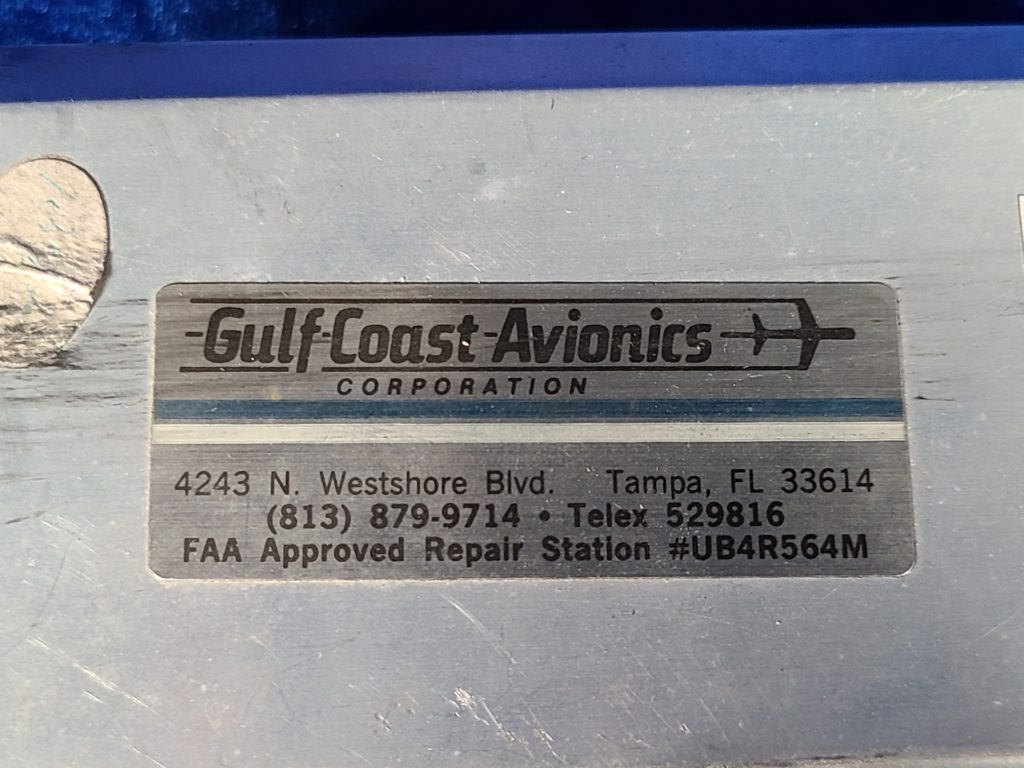 Gulf Coast Avionics
CORPORATION
4243 N. Westshore Blvd. Tampa, FL 33614
(813) 879-9714 • Telex 529816
FAA Approved Repair Station #UB4R564M